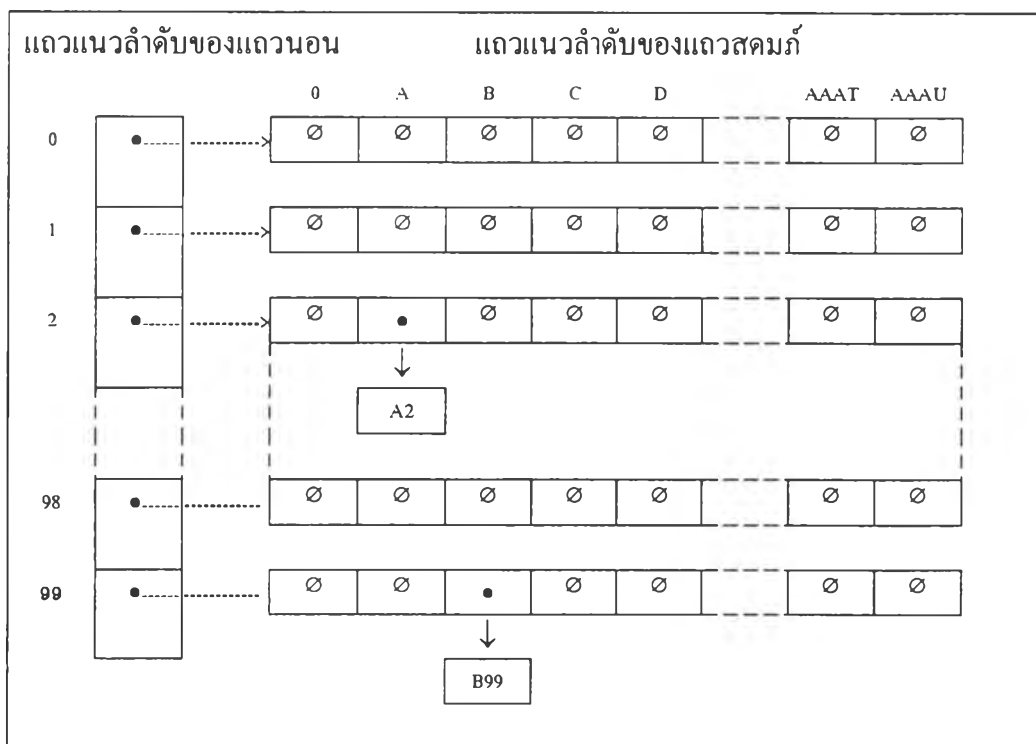 แถวแนวลำดับของแถวนอน แถวแนวลำดับของแถวสดมภ์
0 A B C D AAAT AAAU
0 ∅ ∅ ∅ ∅ ∅ ∅ ∅
1 ∅ ∅ ∅ ∅ ∅ ∅ ∅
2 ∅ ∅ ∅ ∅ ∅ ∅
A2
98 ∅ ∅ ∅ ∅ ∅ ∅ ∅
99 ∅ ∅ ∅ ∅ ∅ ∅
B99